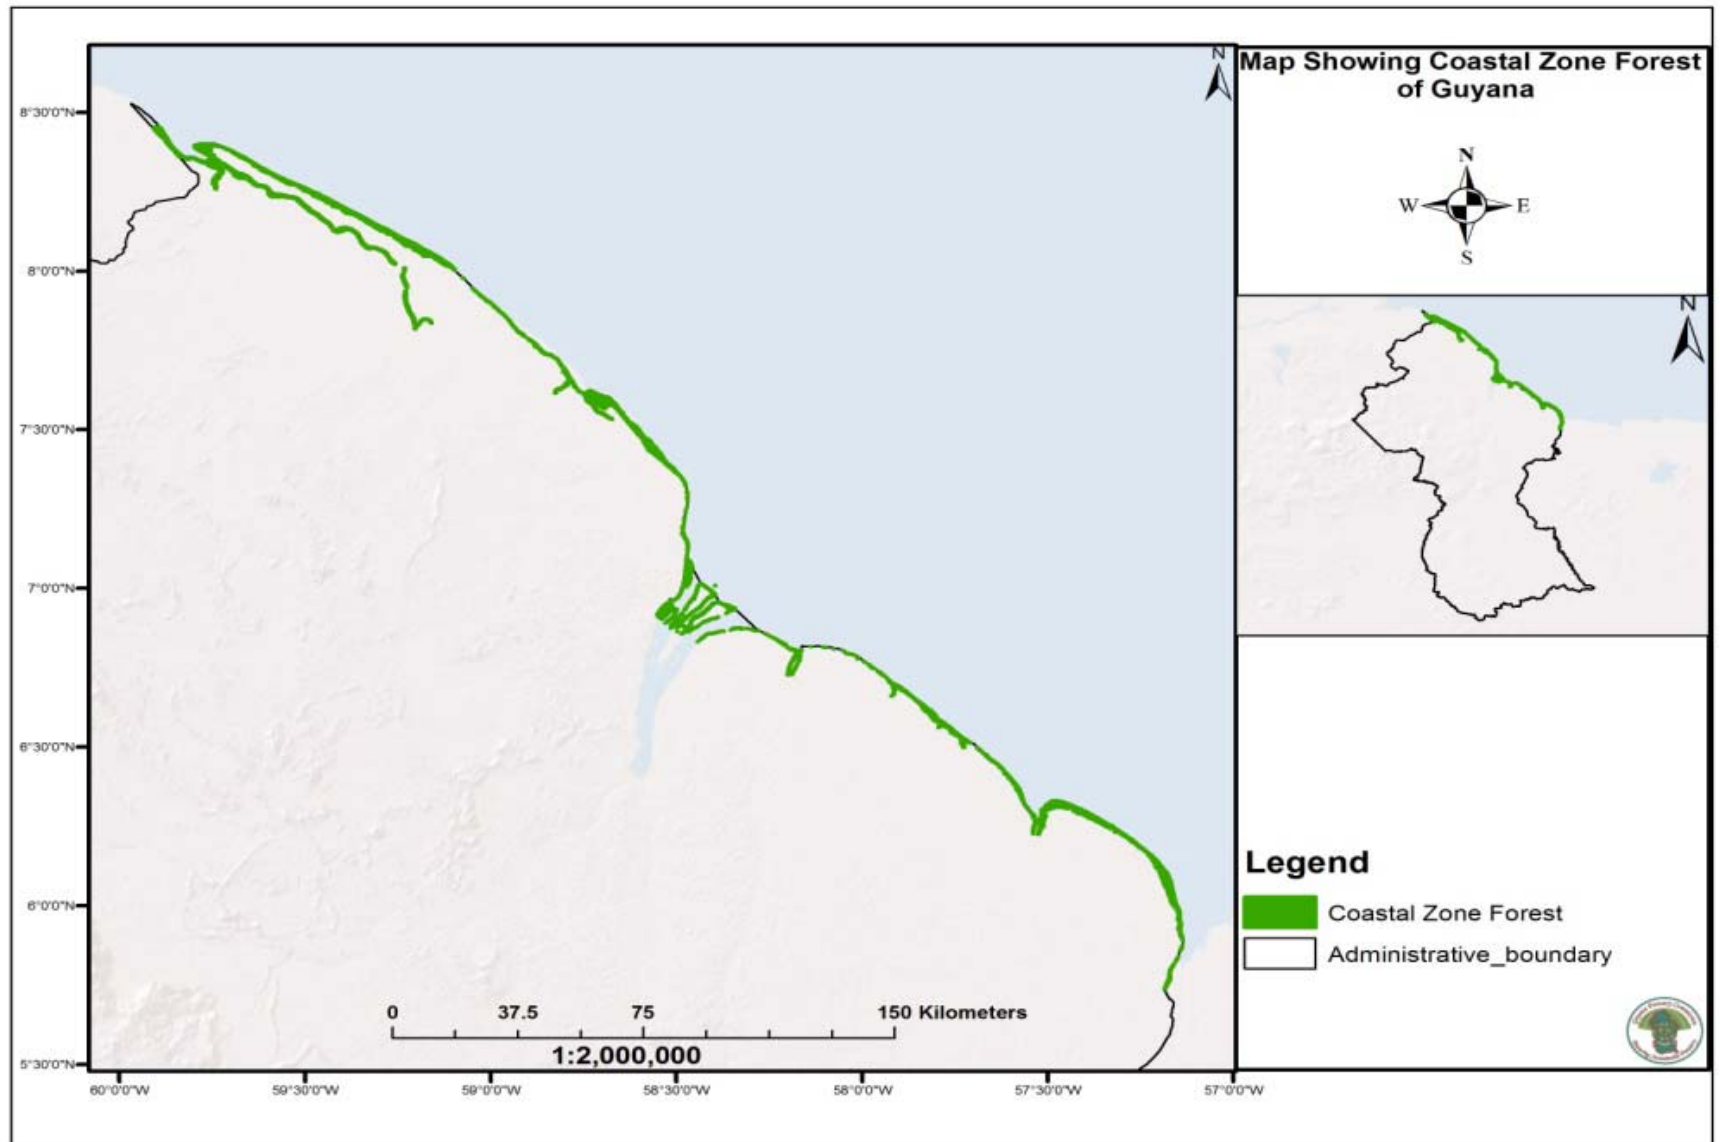 Map Showing Coastal Zone Forest
of Guyana
N
N
W E
S
N
8°30'0"N
8°0'0"N
7°30'0"N
7°0'0"N
6°30'0"N
6°0'0"N
5°30'0"N
0 37.5 75 150 Kilometers
1:2,000,000
60°0'0"W 59°30'0"W 59°0'0"W 58°30'0"W 58°0'0"W 57°30'0"W 57°0'0"W
Legend
Coastal Zone Forest
Administrative_boundary